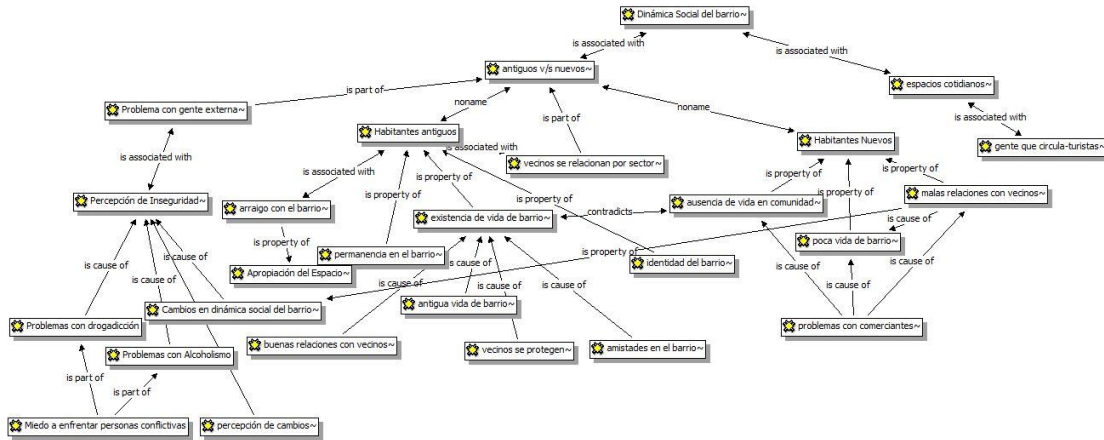 Dinámica Social del barrio~
is associated with
is associated with
antiguos v/s nuevos~
espacios cotidianos~
is part of
Problema con gente externa~
noname
is part of
noname
is associated with
Habitantes antiguos
Habitantes Nuevos
is associated with
is associated with
vecinos se relacionan por sector~
gente que circula-turistas~
is associated with
is property of
is property of
is property of
is property of
is property of
is property of
malas relaciones con vecinos~
Percepción de Inseguridad~
arraigo con el barrio~
existencia de vida de barrio~
contradicts
ausencia de vida en comunidad~
is cause of
is property of
poca vida de barrio~
is property of
permanencia en el barrio~
identidad del barrio~
is cause of
is cause of
is cause of
Apropiación del Espacio~
is cause of
is cause of
is cause of
is cause of
is cause of
is cause of
is cause of
is cause of
Cambios en dinámica social del barrio~
antigua vida de barrio~
Problemas con drogadicción
problemas con comerciantes~
buenas relaciones con vecinos~
vecinos se protegen~
amistades en el barrio~
Problemas con Alcoholismo
is part of
is part of
Miedo a enfrentar personas conflictivas
percepción de cambios~